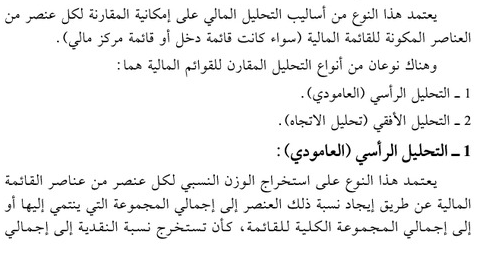 يعتمد هذا النوع من أساليب التحليل المالي على إمكانية المقارنة لكل عنصر من
العناصر المكونة للقائمة المالية (سواء كانت قائمة دخل أو قائمة مركز مالي).
وهناك نوعان من أنواع التحليل المقارن للقوائم المالية هما:
1 ـ التحليل الرأسي (العامودي).
2 ـ التحليل الأفقي (تحليل الاتجاه).
1 ـ التحليل الرأسي (العامودي):
يعتمد هذا النوع على استخراج الوزن النسبي لكل عنصر من عناصر القائمة
المالية عن طريق إيجاد نسبة ذلك العنصر إلى إجمالي المجموعة التي ينتمي إليها أو
إلى إجمالي المجموعة الكلية للقائمة، كأن تستخرج نسبة النقدية إلى إجمالي